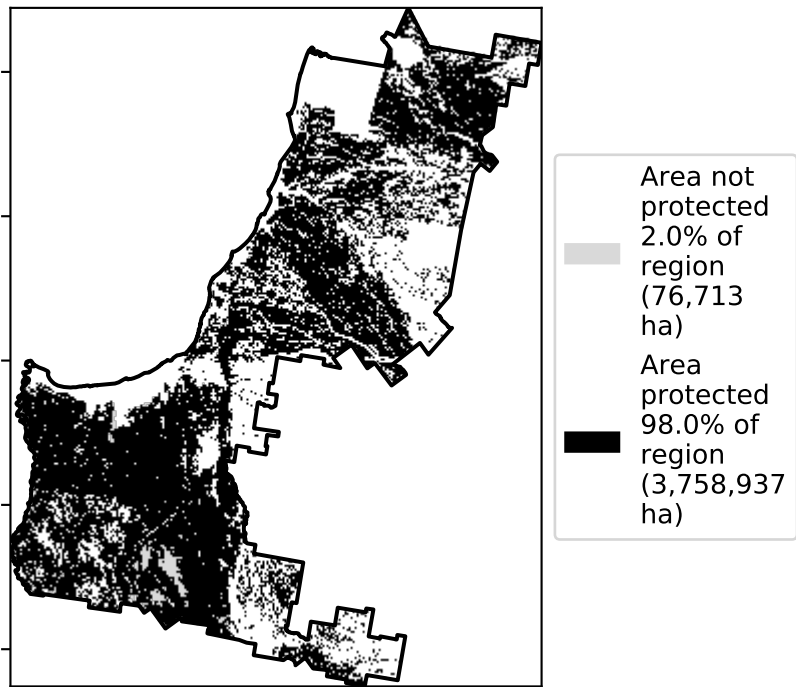 Area not
protected
2.0% of
region
(76,713
ha)
Area
protected
98.0% of
region
(3,758,937
ha)